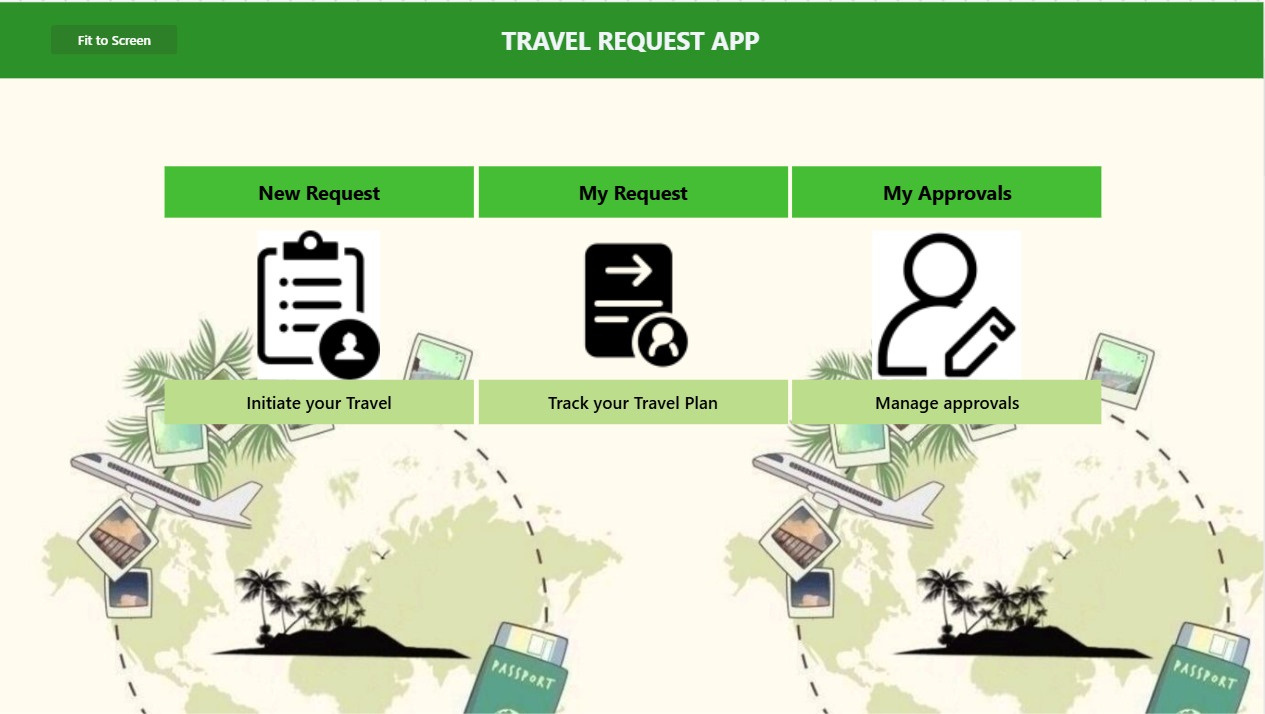 Fit to Screen
TRAVEL REQUEST APP
New Request
My Request
My Approvals
Initiate your Travel
Track your Travel Plan
Manage approvals
PASSPORT
PASSPORT